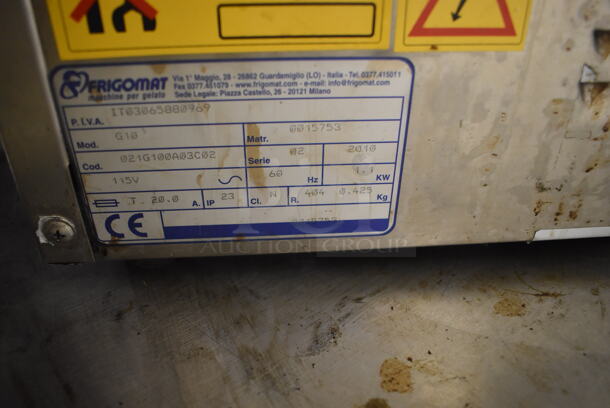 FRIGOMAT
macchine per gelato
Via 1° Maggio, 28 - 26862 Guardamiglio (LO) - Italia - Tel. 0377.415011
Fax 0377.451079 - www.frigomat.com - e-mail: info@frigomat.com
Sede Legale: Piazza Castello, 26 - 20121 Milano
P.I.V.A. IT03065880969
Mod. G10 Matr. 0015753
Cod. 021G100A03C02 Serie 02 2010
115V 60 Hz 1.1 KW
T 20.0 A. IP 23 Cl. N R. 404 0.425 Kg
CE
AUCTION GROUP